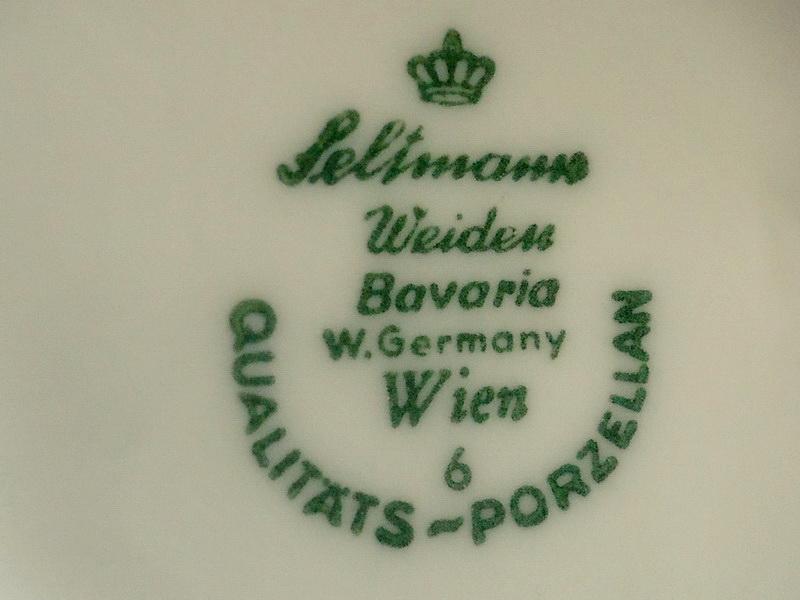 Seltmann
Weiden
Bavaria
W. Germany
Wien
6
QUALITÄTS~PORZELLAN